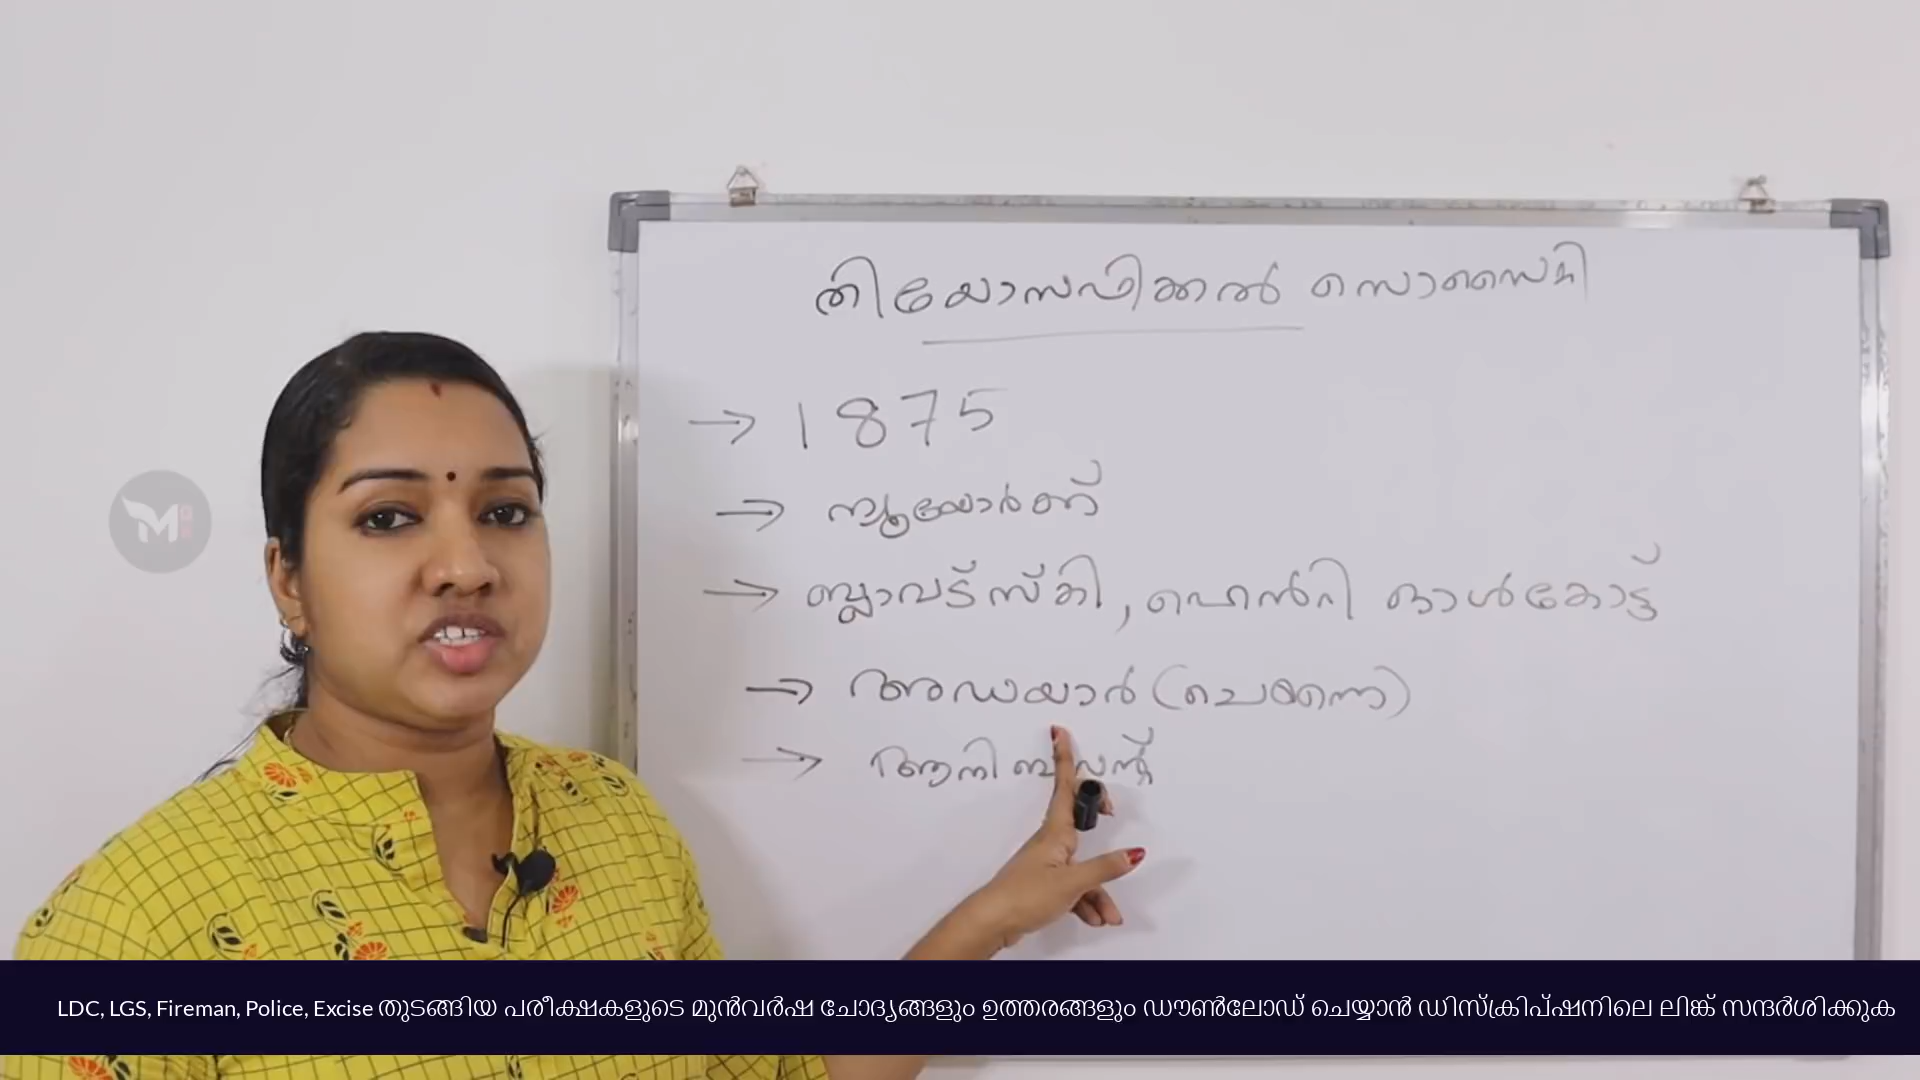 തിയോസഫിക്കൽ സൊസൈറ്റി
→ 1875
→ ന്യൂയോർക്ക്
→ ബ്ലാവട്സ്കി, ഹെൻറി ഓൾകോട്ട്
→ അഡയാർ (ചെന്നൈ)
→ ആനി ബസന്റ്
M
LDC, LGS, Fireman, Police, Excise തുടങ്ങിയ പരീക്ഷകളുടെ മുൻവർഷ ചോദ്യങ്ങളും ഉത്തരങ്ങളും ഡൗൺലോഡ് ചെയ്യാൻ ഡിസ്ക്രിപ്ഷനിലെ ലിങ്ക് സന്ദർശിക്കുക